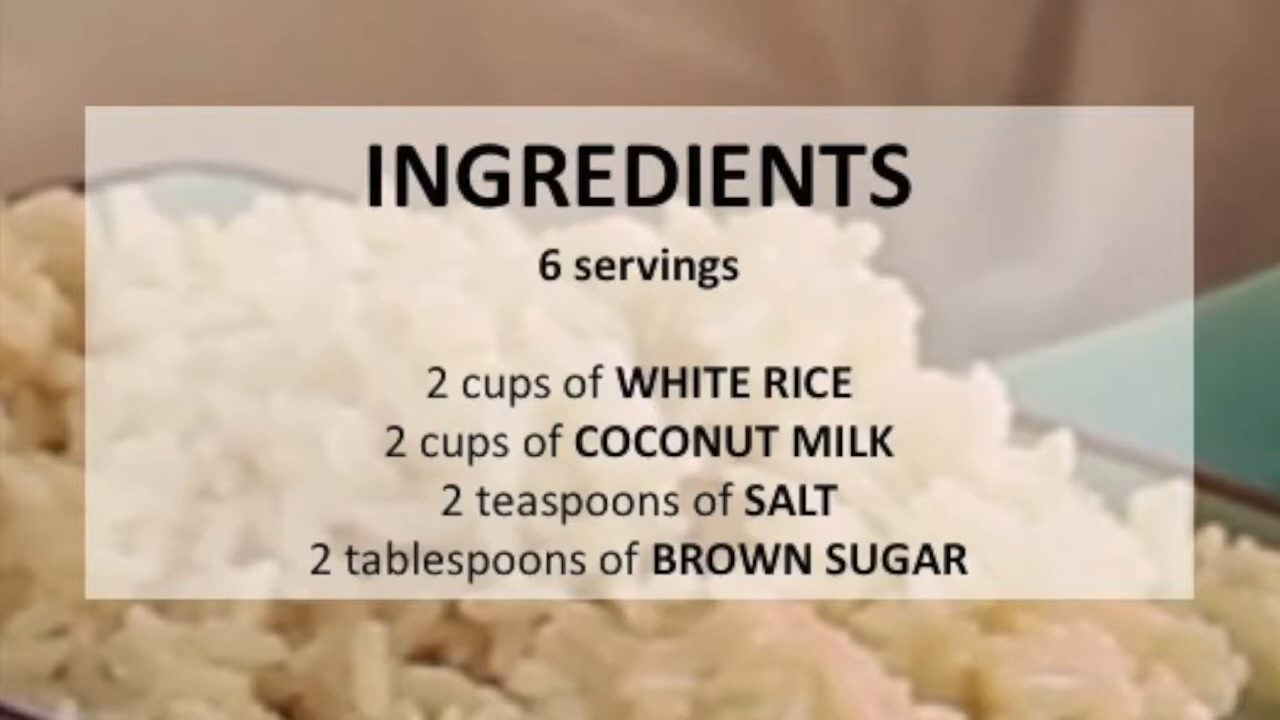 INGREDIENTS
6 servings
2 cups of WHITE RICE
2 cups of COCONUT MILK
2 teaspoons of SALT
2 tablespoons of BROWN SUGAR